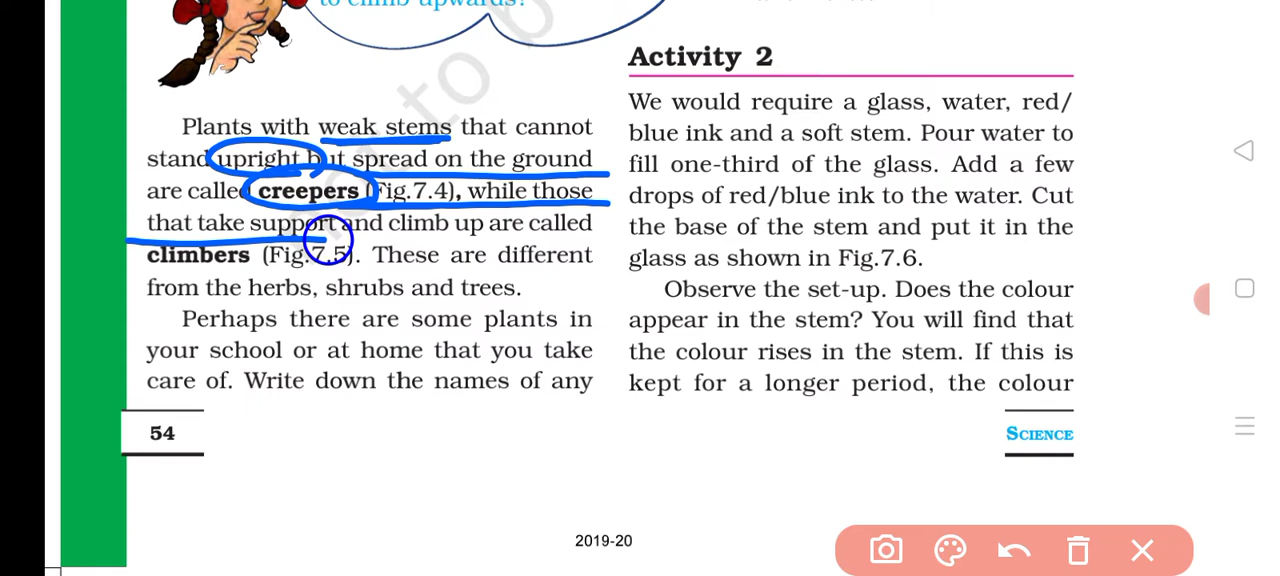 to climb upwards?
Plants with weak stems that cannot
stand upright but spread on the ground
are called creepers (Fig.7.4), while those
that take support and climb up are called
climbers (Fig.7.5). These are different
from the herbs, shrubs and trees.
Perhaps there are some plants in
your school or at home that you take
care of. Write down the names of any
54
Activity 2
We would require a glass, water, red/
blue ink and a soft stem. Pour water to
fill one-third of the glass. Add a few
drops of red/blue ink to the water. Cut
the base of the stem and put it in the
glass as shown in Fig.7.6.
Observe the set-up. Does the colour
appear in the stem? You will find that
the colour rises in the stem. If this is
kept for a longer period, the colour
SCIENCE
2019-20